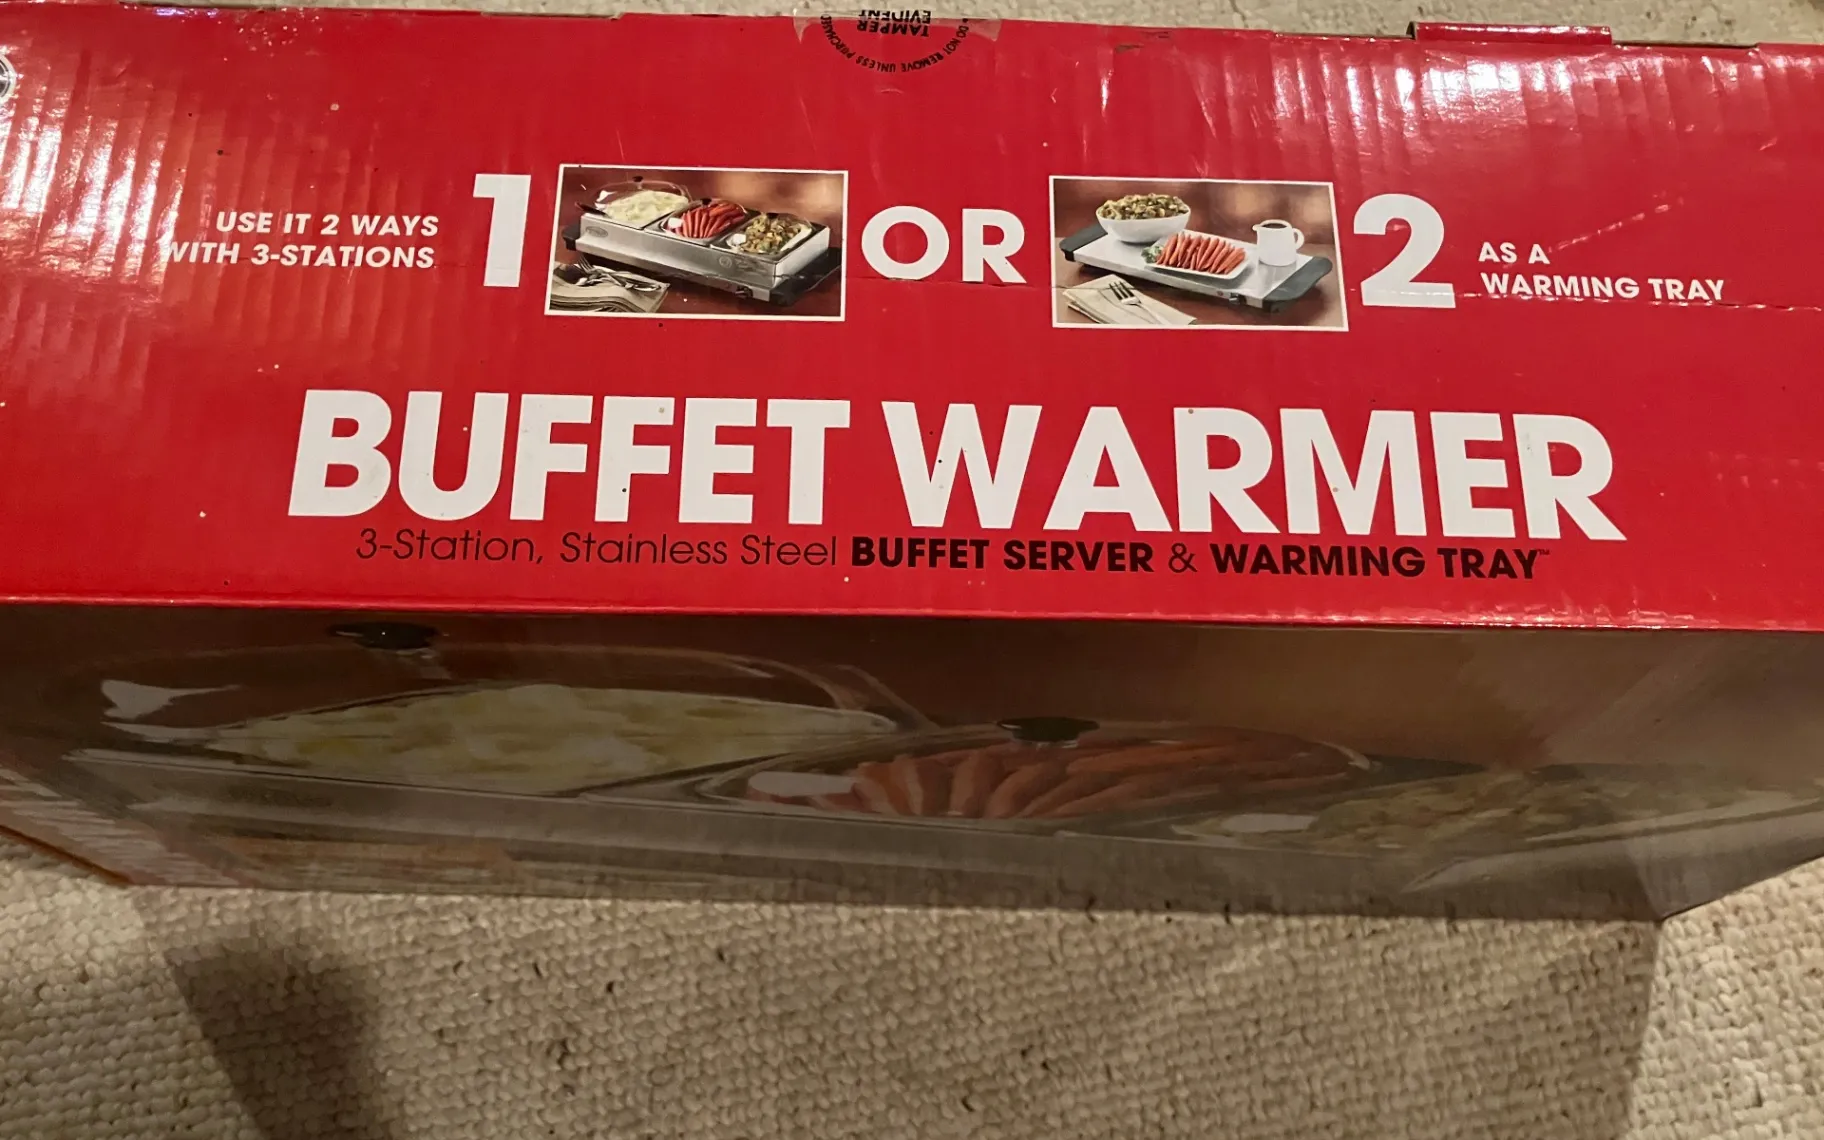 TAMPER
EVIDENT
• DO NOT REMOVE UNLESS PURCHASED
USE IT 2 WAYS
WITH 3-STATIONS
1
OR
2
AS A
WARMING TRAY
BUFFET WARMER
3-Station, Stainless Steel BUFFET SERVER & WARMING TRAY™